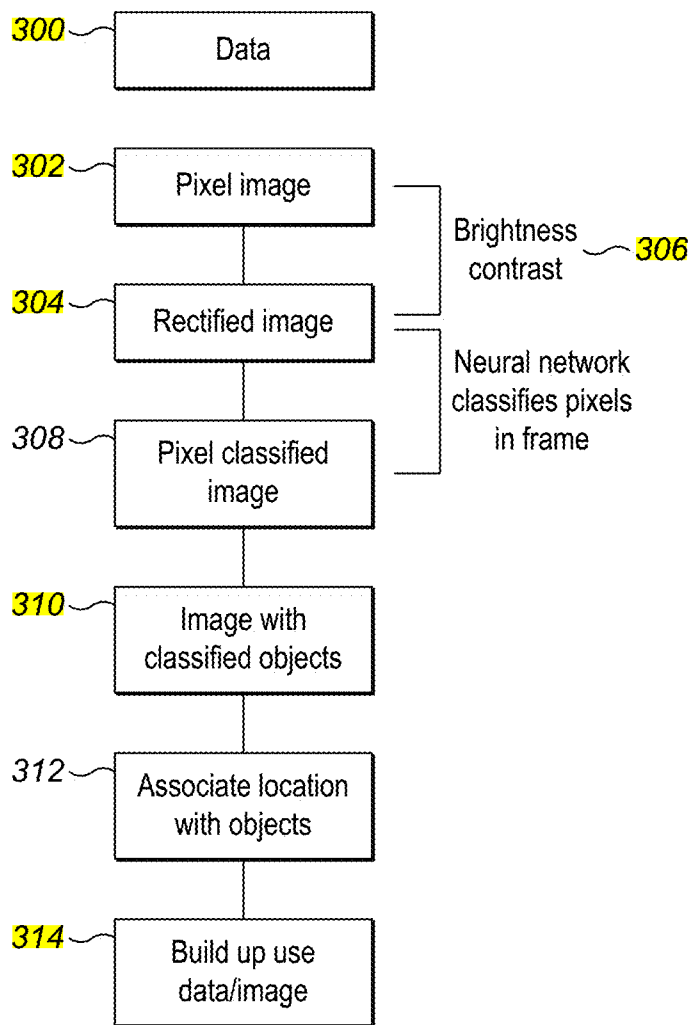 300
Data
302
Pixel image
Brightness
contrast
306
304
Rectified image
Neural network
classifies pixels
in frame
308
Pixel classified
image
310
Image with
classified objects
312
Associate location
with objects
314
Build up use
data/image